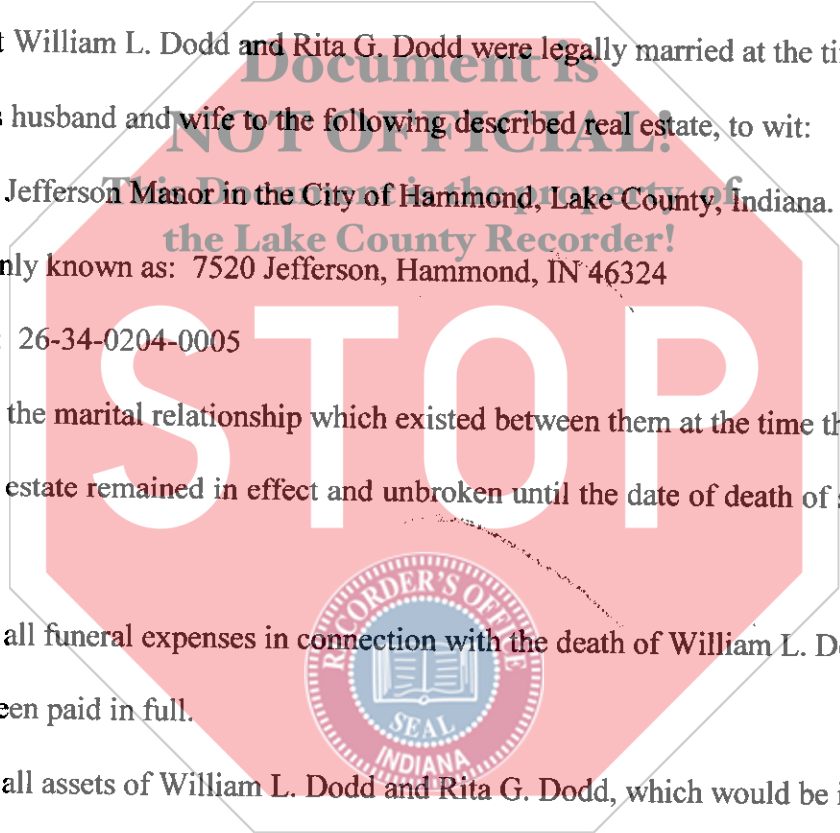 William L. Dodd and Rita G. Dodd were legally married at the
Document is
husband and wife to the following described real estate, to wit:
NOT OFFICIAL!
Jefferson Manor in the City of Hammond, Lake County, Indiana.
This Document is the property of
the Lake County Recorder!
known as: 7520 Jefferson, Hammond, IN 46324
26-34-0204-0005
STOP
the marital relationship which existed between them at the time
estate remained in effect and unbroken until the date of death of
RECORDER'S OFFICE
all funeral expenses in connection with the death of William L.
paid in full.
SEAL
INDIANA
all assets of William L. Dodd and Rita G. Dodd, which would be